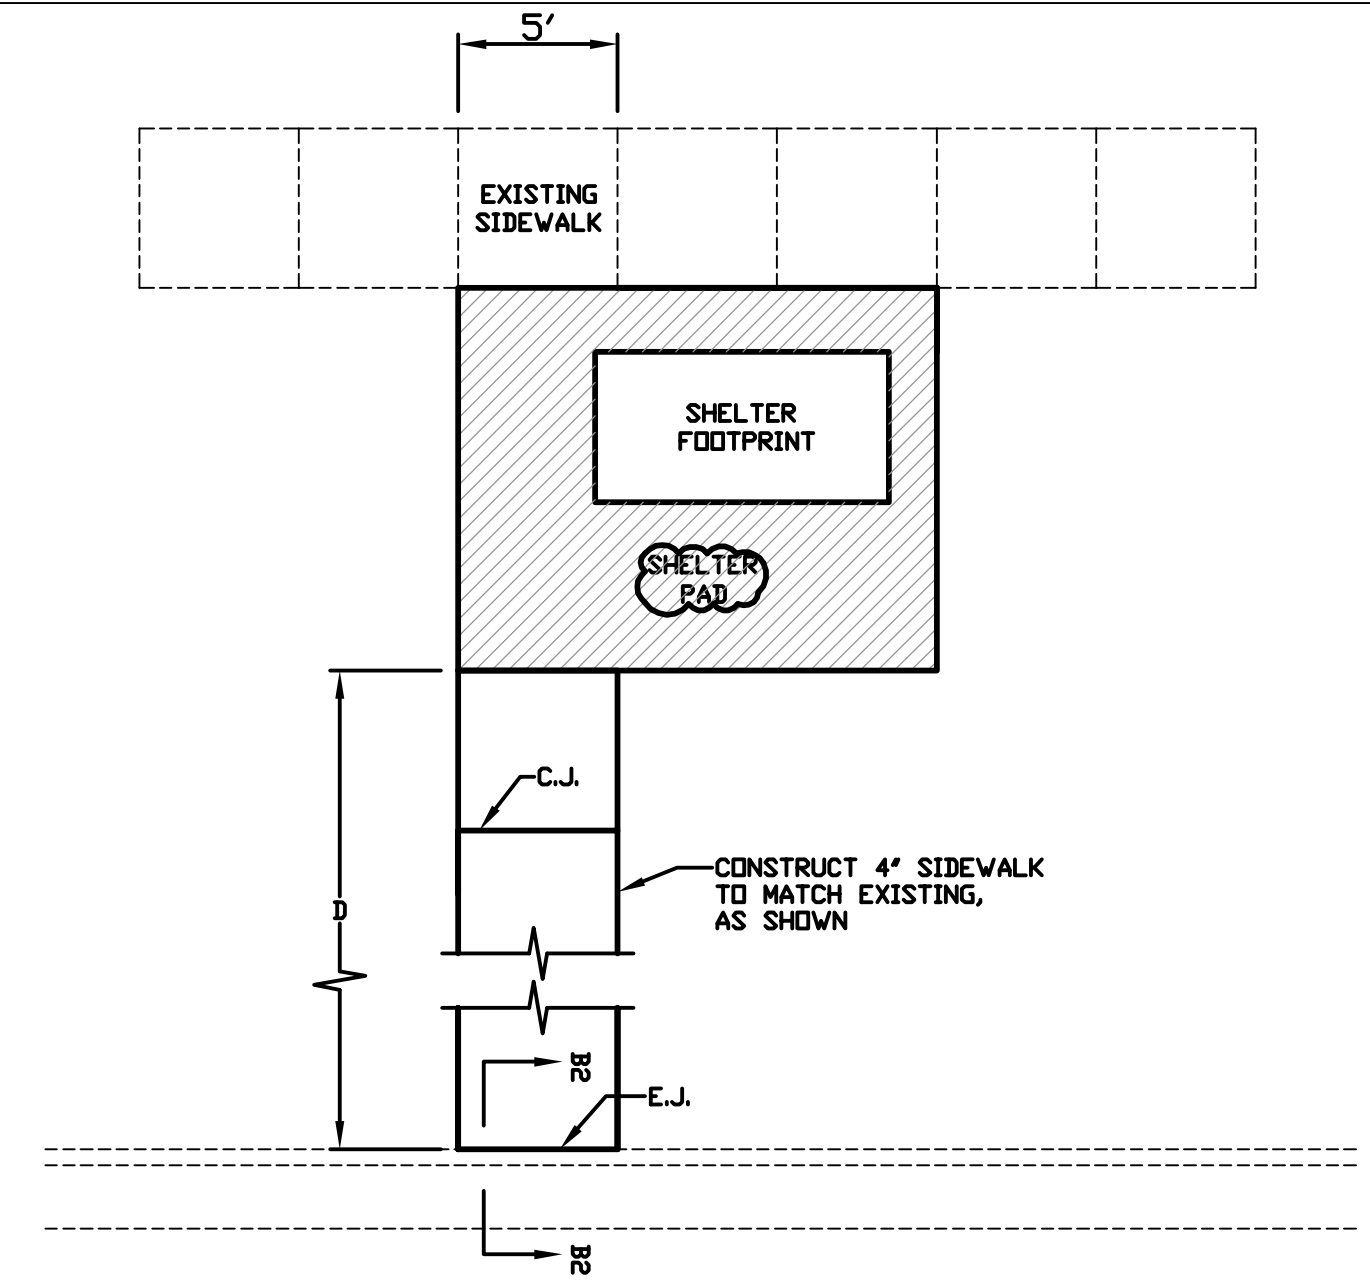 5'
EXISTING
SIDEWALK
SHELTER
FOOTPRINT
SHELTER
PAD
C.J.
CONSTRUCT 4" SIDEWALK
TO MATCH EXISTING,
AS SHOWN
D
B2
E.J.
B2